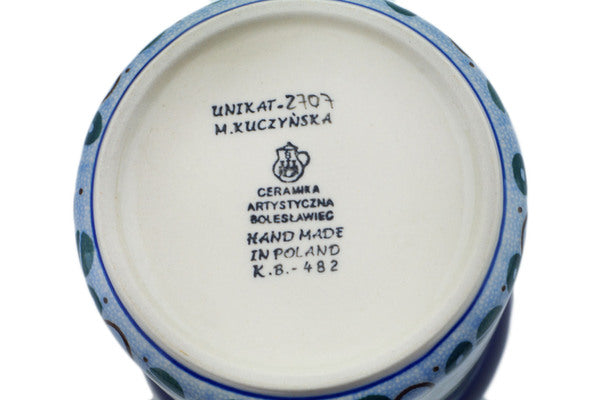 UNIKAT-2707
M.KUCZYŃSKA
CERAMIKA
ARTYSTYCZNA
BOLESŁAWIEC
HAND MADE
IN POLAND
K.B.-482